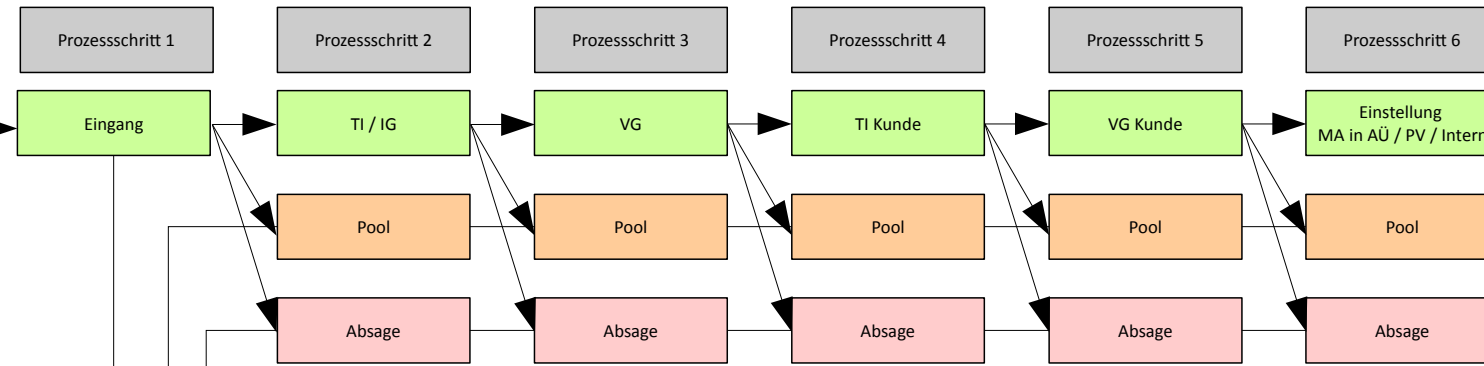 Prozessschritt 1
Prozessschritt 2
Prozessschritt 3
Prozessschritt 4
Prozessschritt 5
Prozessschritt 6
Eingang
TI / IG
VG
TI Kunde
VG Kunde
Einstellung
MA in AÜ / PV / Intern
Pool
Pool
Pool
Pool
Pool
Absage
Absage
Absage
Absage
Absage